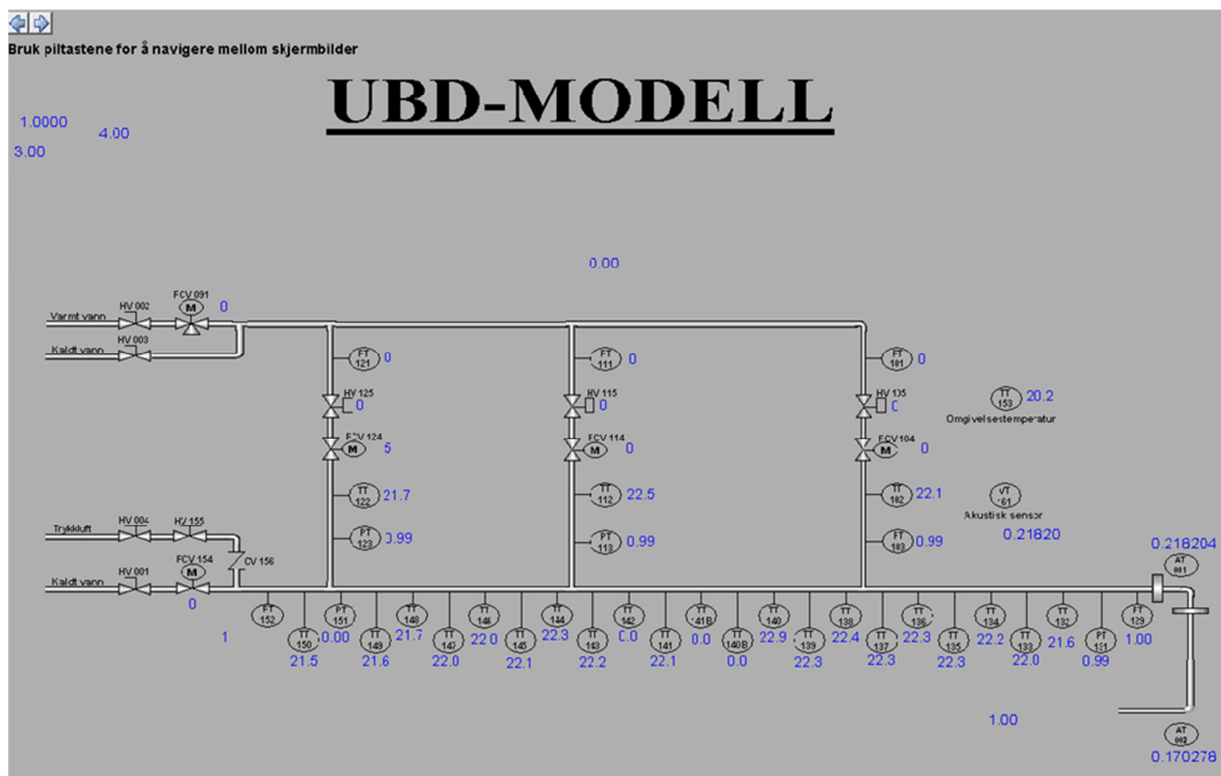 Bruk piltastene for å navigere mellom skjermbilder
UBD-MODELL
1.0000
4.00
3.00
0.00
FCV 091
HV 002
M
0
Varmt vann
HV 003
Kaldt vann
FT 121
0
FT 111
0
FT 101
0
HV 125
0
HV 115
0
TT 153
20.2
Omgivelsestemperatur
M
5
FCV 114
M
0
FCV 104
M
0
TT 122
21.7
TT 112
22.5
TT 102
22.1
VT 161
Akustisk sensor
0.21820
PT 123
PT 113
0.99
PT 103
0.99
Trykkluft
HV 004
HV 155
CV 156
FCV 154
M
0
HV 001
Kaldt vann
0.218204
AT 001
FT 152
1
TT 150
21.5
PT 151
0.00
TT 149
21.6
TT 148
21.7
TT 147
22.0
TT 146
22.0
TT 145
22.1
TT 144
22.3
TT 143
22.2
TT 142
TT 141
22.1
TT 141B
0.0
TT 140B
0.0
TT 140
22.9
TT 139
22.3
TT 138
22.4
TT 137
22.3
TT 136
22.3
TT 135
22.3
TT 134
22.2
TT 133
22.0
TT 132
21.6
PT 131
0.99
FT 129
1.00
1.00
AT 002
0.170278